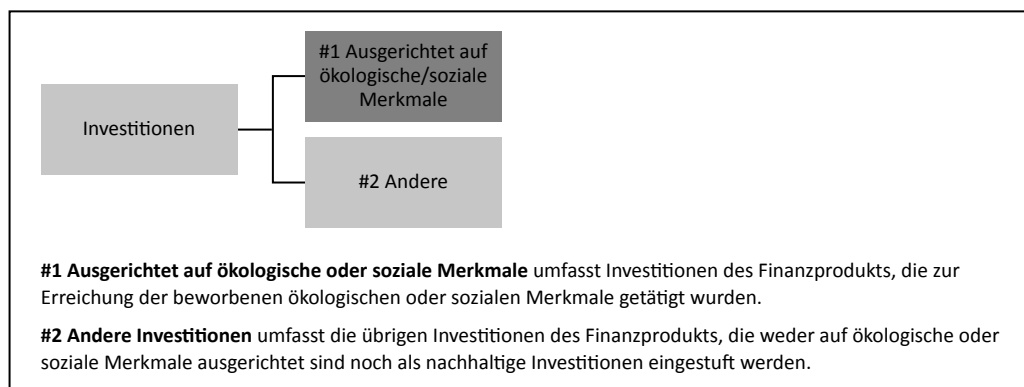 #1 Ausgerichtet auf
ökologische/soziale
Merkmale
Investitionen
#2 Andere
#1 Ausgerichtet auf ökologische oder soziale Merkmale umfasst Investitionen des Finanzprodukts, die zur
Erreichung der beworbenen ökologischen oder sozialen Merkmale getätigt wurden.
#2 Andere Investitionen umfasst die übrigen Investitionen des Finanzprodukts, die weder auf ökologische oder
soziale Merkmale ausgerichtet sind noch als nachhaltige Investitionen eingestuft werden.